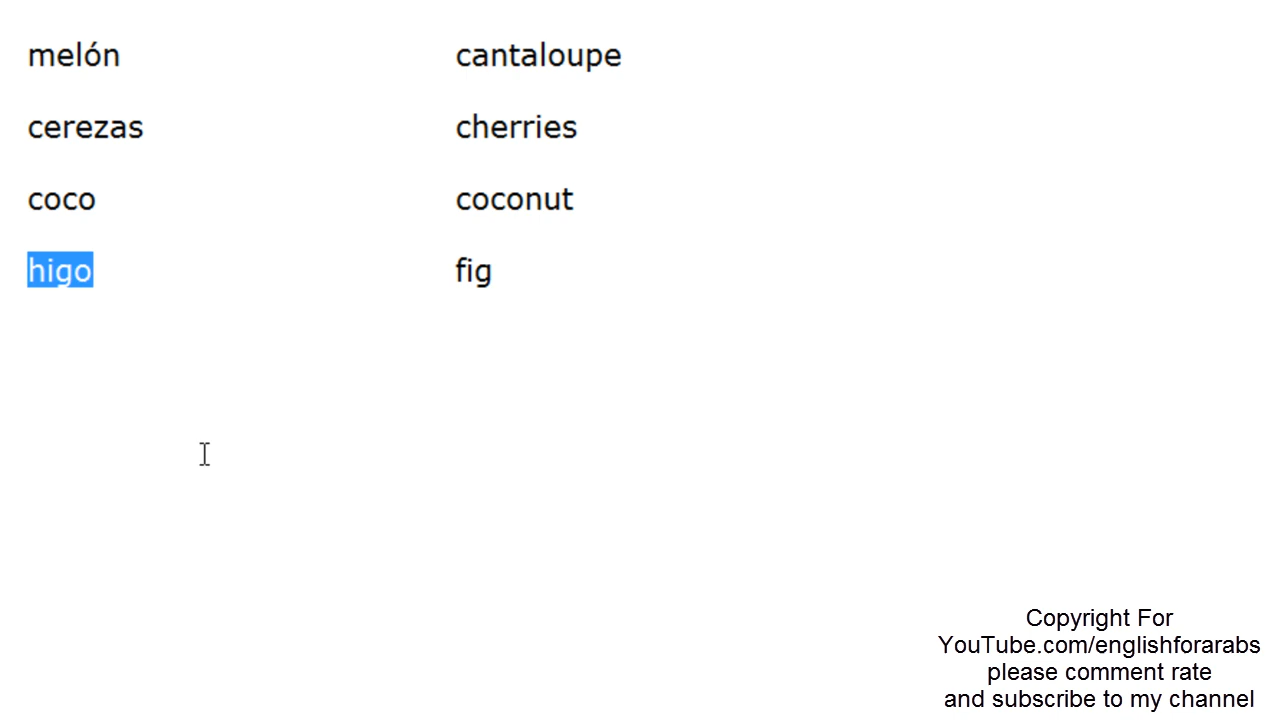 melón cantaloupe
cerezas cherries
coco coconut
higo fig
Copyright For
YouTube.com/englishforarabs
please comment rate
and subscribe to my channel